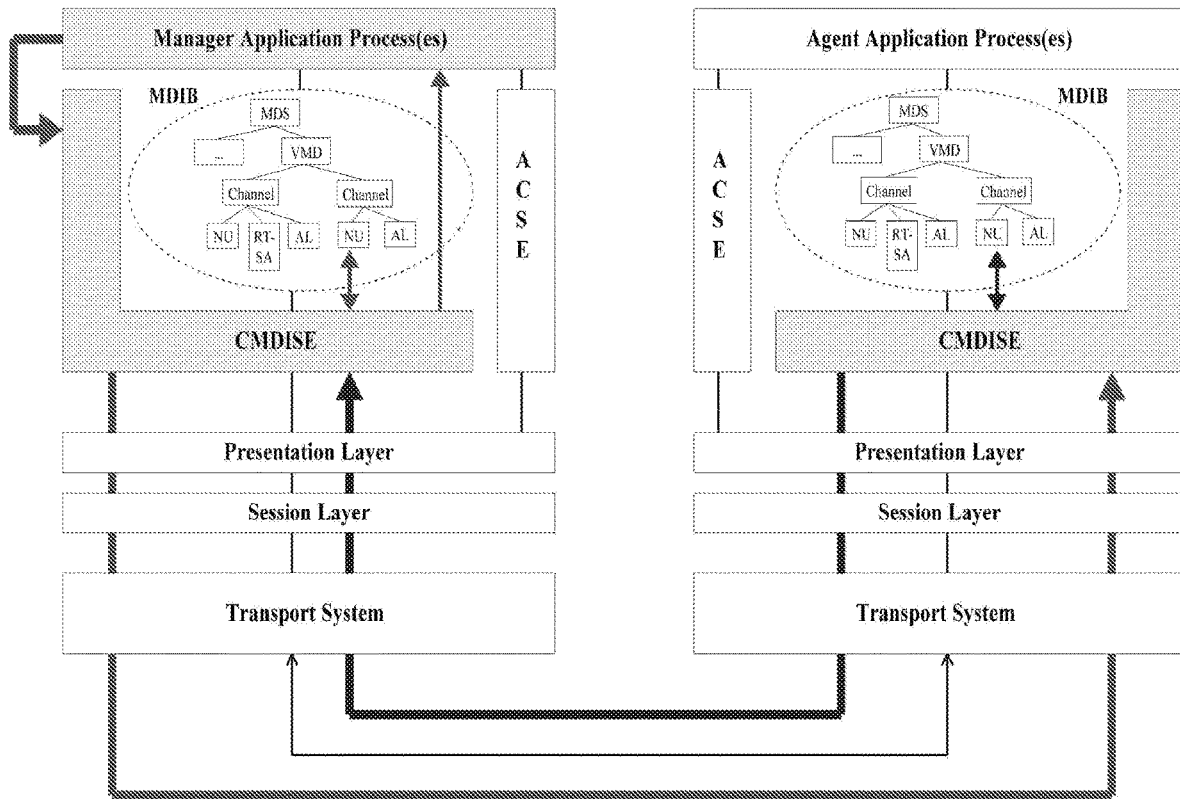 Manager Application Process(es)
MDIB
MDS
...
VMD
Channel
Channel
NU
RT-
SA
AL
NU
AL
A
C
S
E
CMDISE
Presentation Layer
Session Layer
Transport System
Agent Application Process(es)
A
C
S
E
MDIB
MDS
...
VMD
Channel
Channel
NU
RT-
SA
AL
NU
AL
CMDISE
Presentation Layer
Session Layer
Transport System